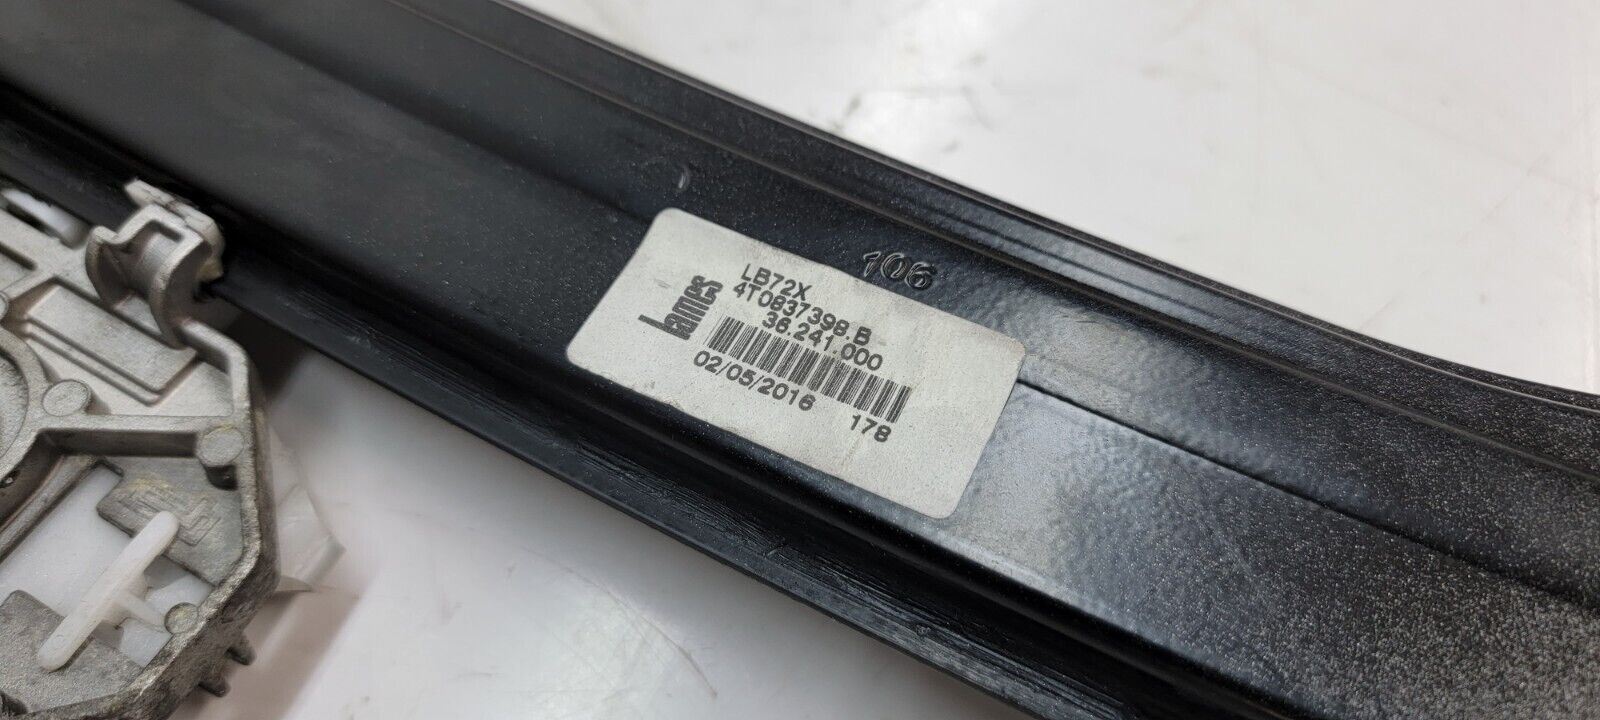 106
Lames
LB72X
4T0837398.B
36.241.000
02/05/2016 178